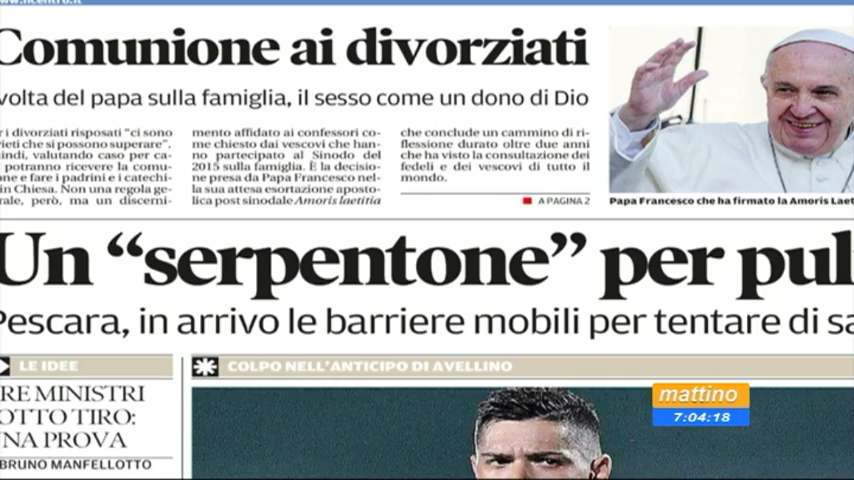 www.ilcentro.it
Comunione ai divorziati
volta del papa sulla famiglia, il sesso come un dono di Dio
r i divorziati risposati "ci sono
vieti che si possono superare".
indi, valutando caso per ca-
potranno ricevere la comu-
one e fare i padrini e i catechi-
in Chiesa. Non una regola ge-
rale, però, ma un discerni-
mento affidato ai confessori co-
me chiesto dai vescovi che han-
no partecipato al Sinodo del
2015 sulla famiglia. È la decisio-
ne presa da Papa Francesco nel-
la sua attesa esortazione aposto-
lica post sinodale Amoris laetitia
che conclude un cammino di ri-
flessione durato oltre due anni
che ha visto la consultazione dei
fedeli e dei vescovi di tutto il
mondo.
A PAGINA 2
Papa Francesco che ha firmato la Amoris Laet
Un “serpentone” per pul
Pescara, in arrivo le barriere mobili per tentare di sa
LE IDEE
RE MINISTRI
OTTO TIRO:
NA PROVA
BRUNO MANFELLOTTO
COLPO NELL'ANTICIPO DI AVELLINO
mattino
7:04:18